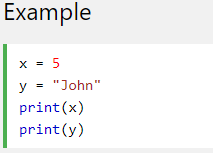 Example
x = 5
y = "John"
print(x)
print(y)